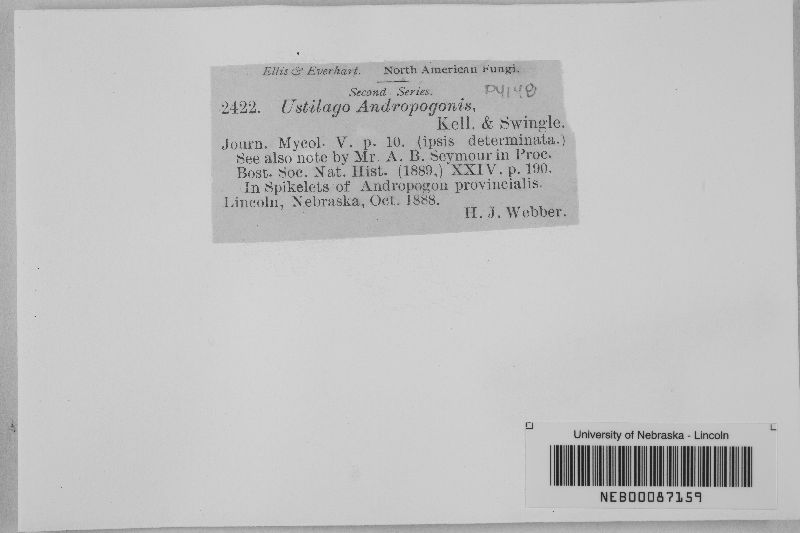 Ellis & Everhart. North American Fungi.
Second Series. P4148
2422. Ustilago Andropogonis,
Kell. & Swingle.
Journ. Mycol. V. p. 10. (ipsis determinata.)
See also note by Mr. A. B. Seymour in Proc.
Bost. Soc. Nat. Hist. (1889,) XXIV. p. 190.
In Spikelets of Andropogon provincialis.
Lincoln, Nebraska, Oct. 1888.
H. J. Webber.
University of Nebraska - Lincoln
NEB00087159